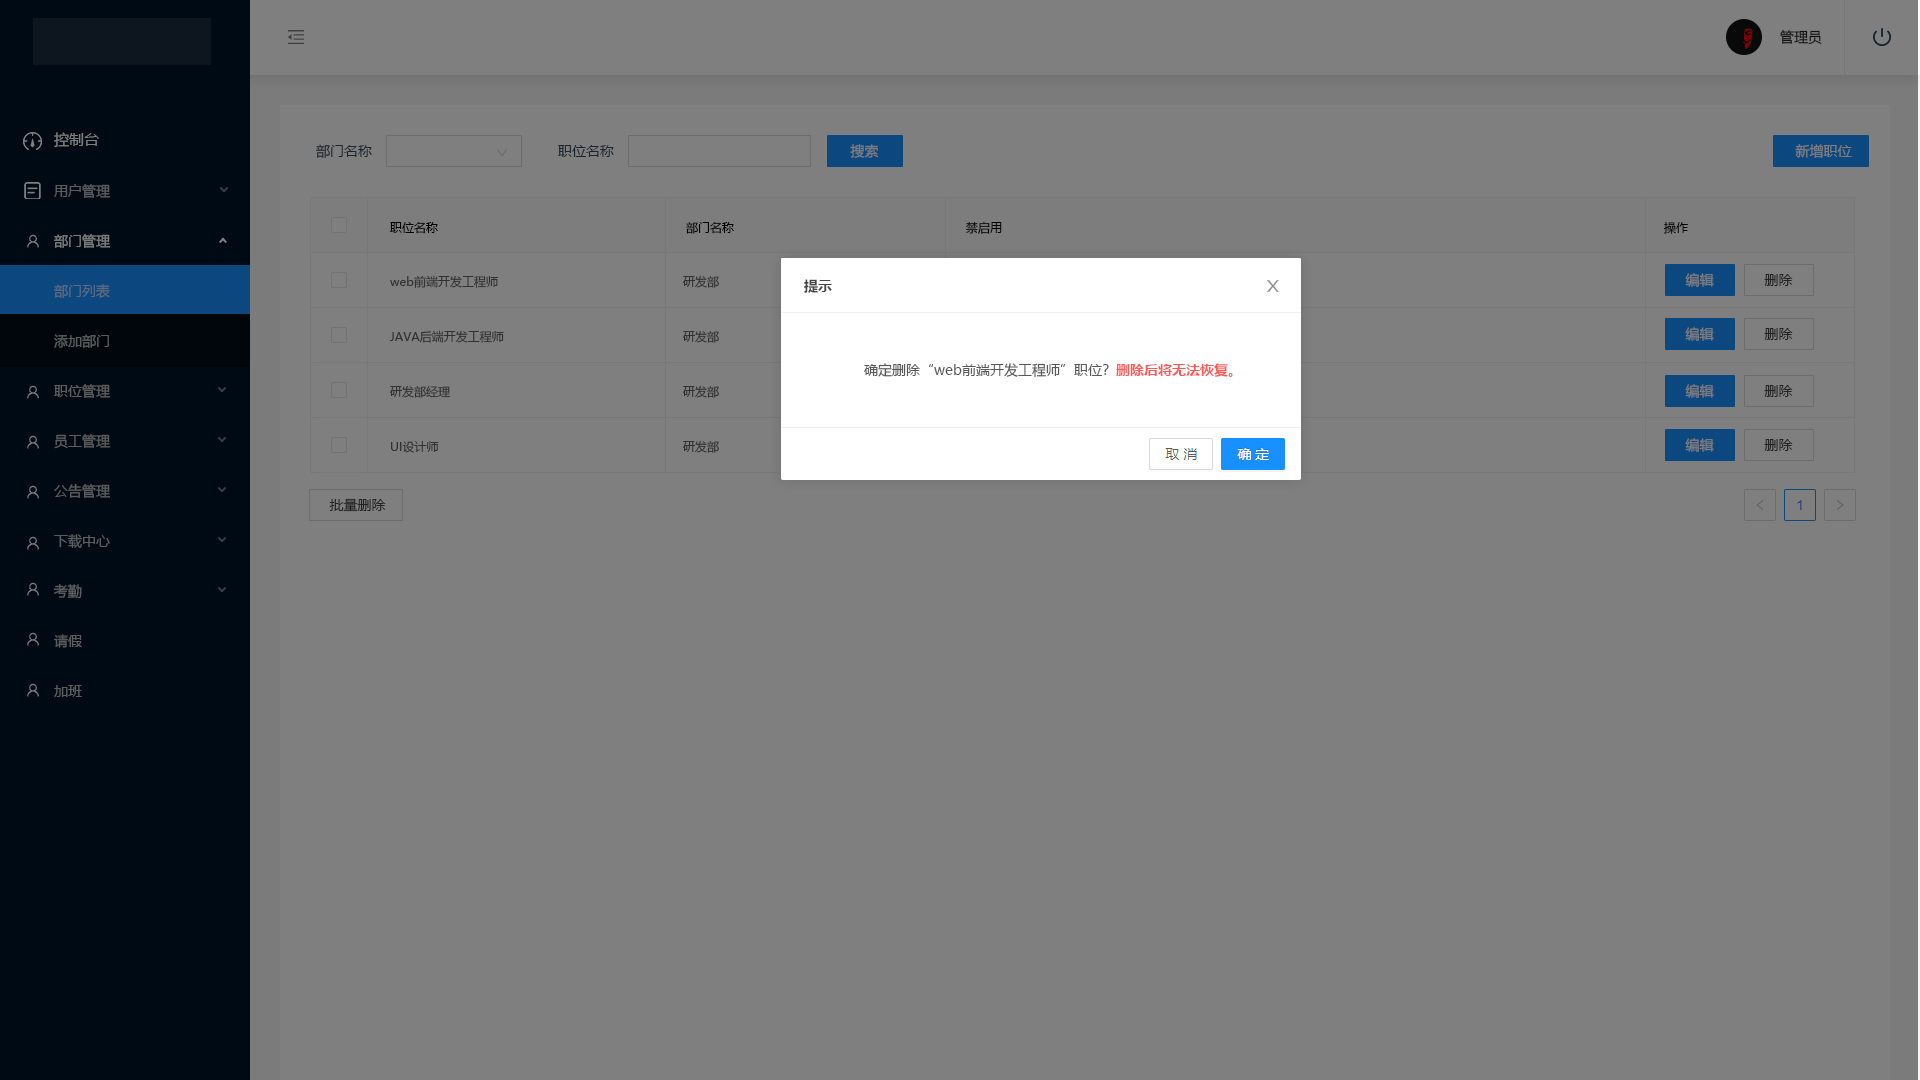 管理员
控制台
用户管理
部门管理
部门列表
添加部门
职位管理
员工管理
公告管理
下载中心
考勤
请假
加班
部门名称 职位名称 搜索 新增职位
职位名称 部门名称 禁启用 操作
web前端开发工程师 研发部 编辑 删除
JAVA后端开发工程师 研发部 编辑 删除
研发部经理 研发部 编辑 删除
UI设计师 研发部 编辑 删除
批量删除 < 1 >
提示
确定删除“web前端开发工程师”职位？删除后将无法恢复。
取 消 确 定